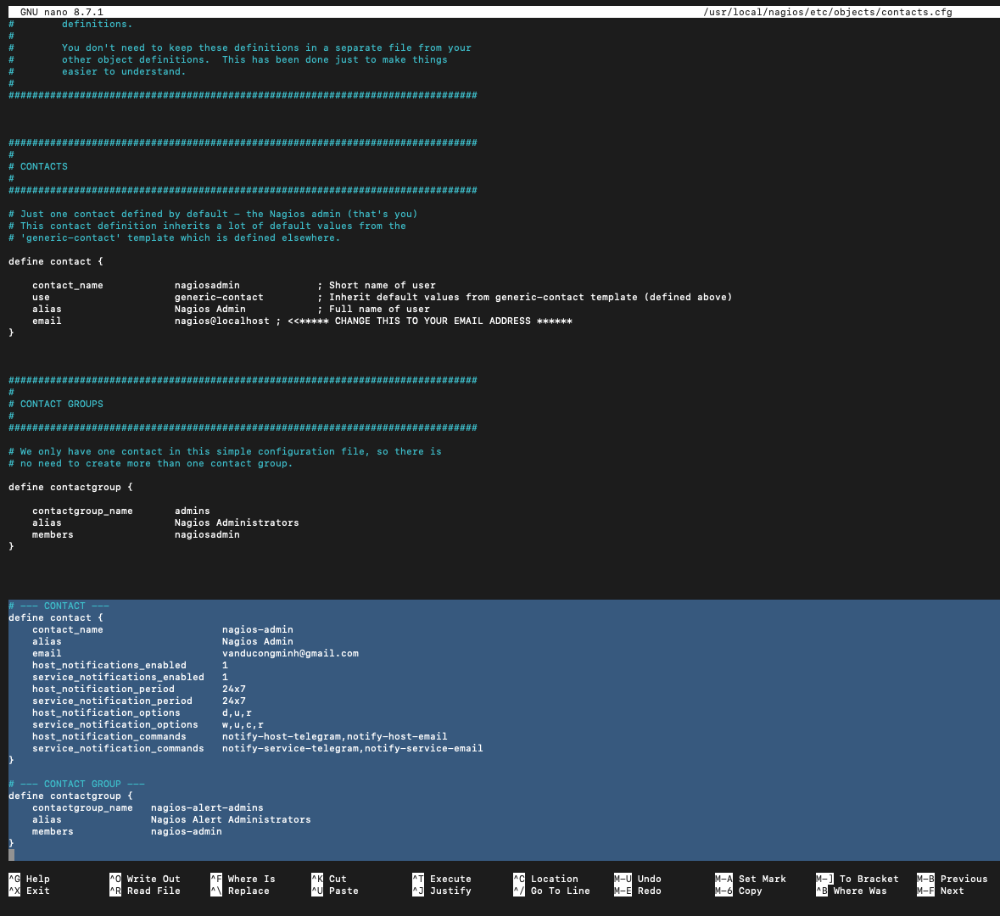 GNU nano 8.7.1 /usr/local/nagios/etc/objects/contacts.cfg
#        definitions.
#
#        You don't need to keep these definitions in a separate file from your
#        other object definitions.  This has been done just to make things
#        easier to understand.
#
###############################################################################
###############################################################################
#
# CONTACTS
#
###############################################################################
# Just one contact defined by default - the Nagios admin (that's you)
# This contact definition inherits a lot of default values from the
# 'generic-contact' template which is defined elsewhere.
define contact {
    contact_name            nagiosadmin             ; Short name of user
    use                     generic-contact         ; Inherit default values from generic-contact template (defined above)
    alias                   Nagios Admin            ; Full name of user
    email                   nagios@localhost ; <<***** CHANGE THIS TO YOUR EMAIL ADDRESS ******
}
###############################################################################
#
# CONTACT GROUPS
#
###############################################################################
# We only have one contact in this simple configuration file, so there is
# no need to create more than one contact group.
define contactgroup {
    contactgroup_name       admins
    alias                   Nagios Administrators
    members                 nagiosadmin
}
# --- CONTACT ---
define contact {
    contact_name                    nagios-admin
    alias                           Nagios Admin
    email                           vanducongminh@gmail.com
    host_notifications_enabled      1
    service_notifications_enabled   1
    host_notification_period        24x7
    service_notification_period     24x7
    host_notification_options       d,u,r
    service_notification_options    w,u,c,r
    host_notification_commands      notify-host-telegram,notify-host-email
    service_notification_commands   notify-service-telegram,notify-service-email
}
# --- CONTACT GROUP ---
define contactgroup {
    contactgroup_name   nagios-alert-admins
    alias               Nagios Alert Administrators
    members             nagios-admin
}
^G Help ^O Write Out ^F Where Is ^K Cut ^T Execute ^C Location M-U Undo M-A Set Mark M-] To Bracket M-B Previous
^X Exit ^R Read File ^\ Replace ^U Paste ^J Justify ^/ Go To Line M-E Redo M-6 Copy ^B Where Was M-F Next